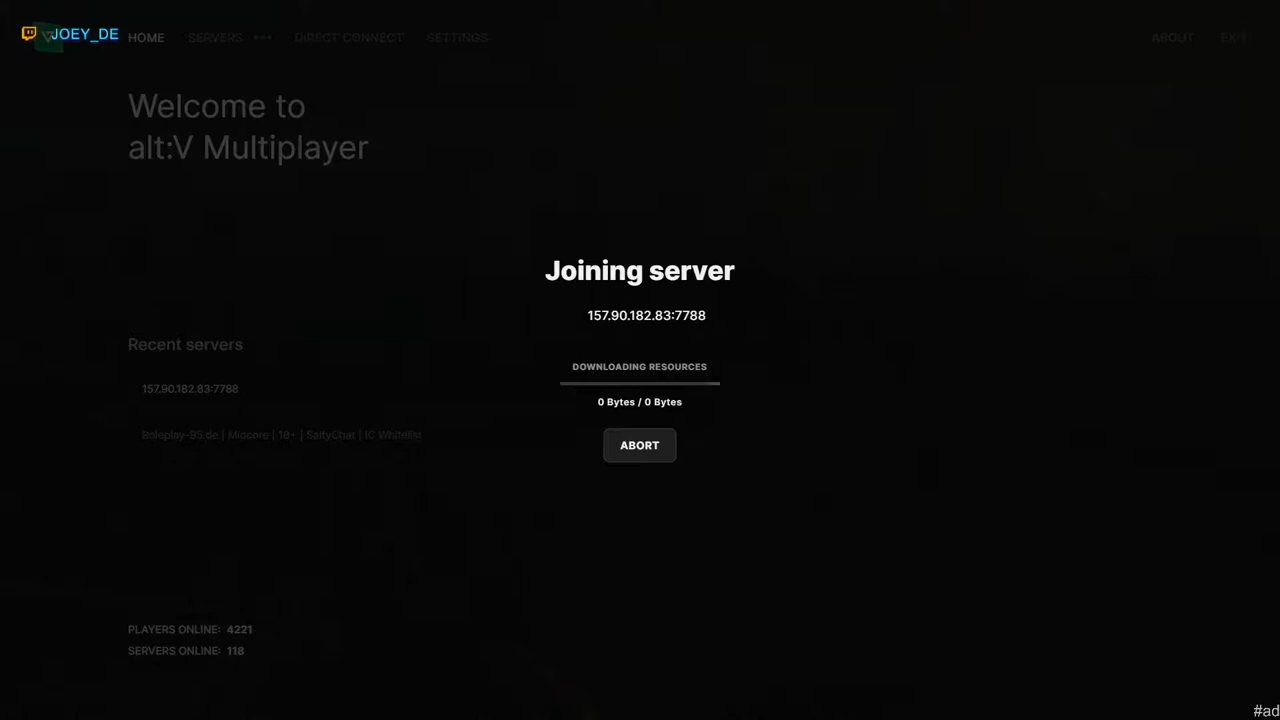 JOEY_DE
HOME SERVERS ••• DIRECT CONNECT SETTINGS ABOUT EXIT
Welcome to
alt:V Multiplayer
Joining server
157.90.182.83:7788
Recent servers
DOWNLOADING RESOURCES
157.90.182.83:7788
0 Bytes / 0 Bytes
Roleplay-95.de | Midcore | 18+ | SaltyChat | IC Whitelist
ABORT
PLAYERS ONLINE: 4221
SERVERS ONLINE: 118
#ad